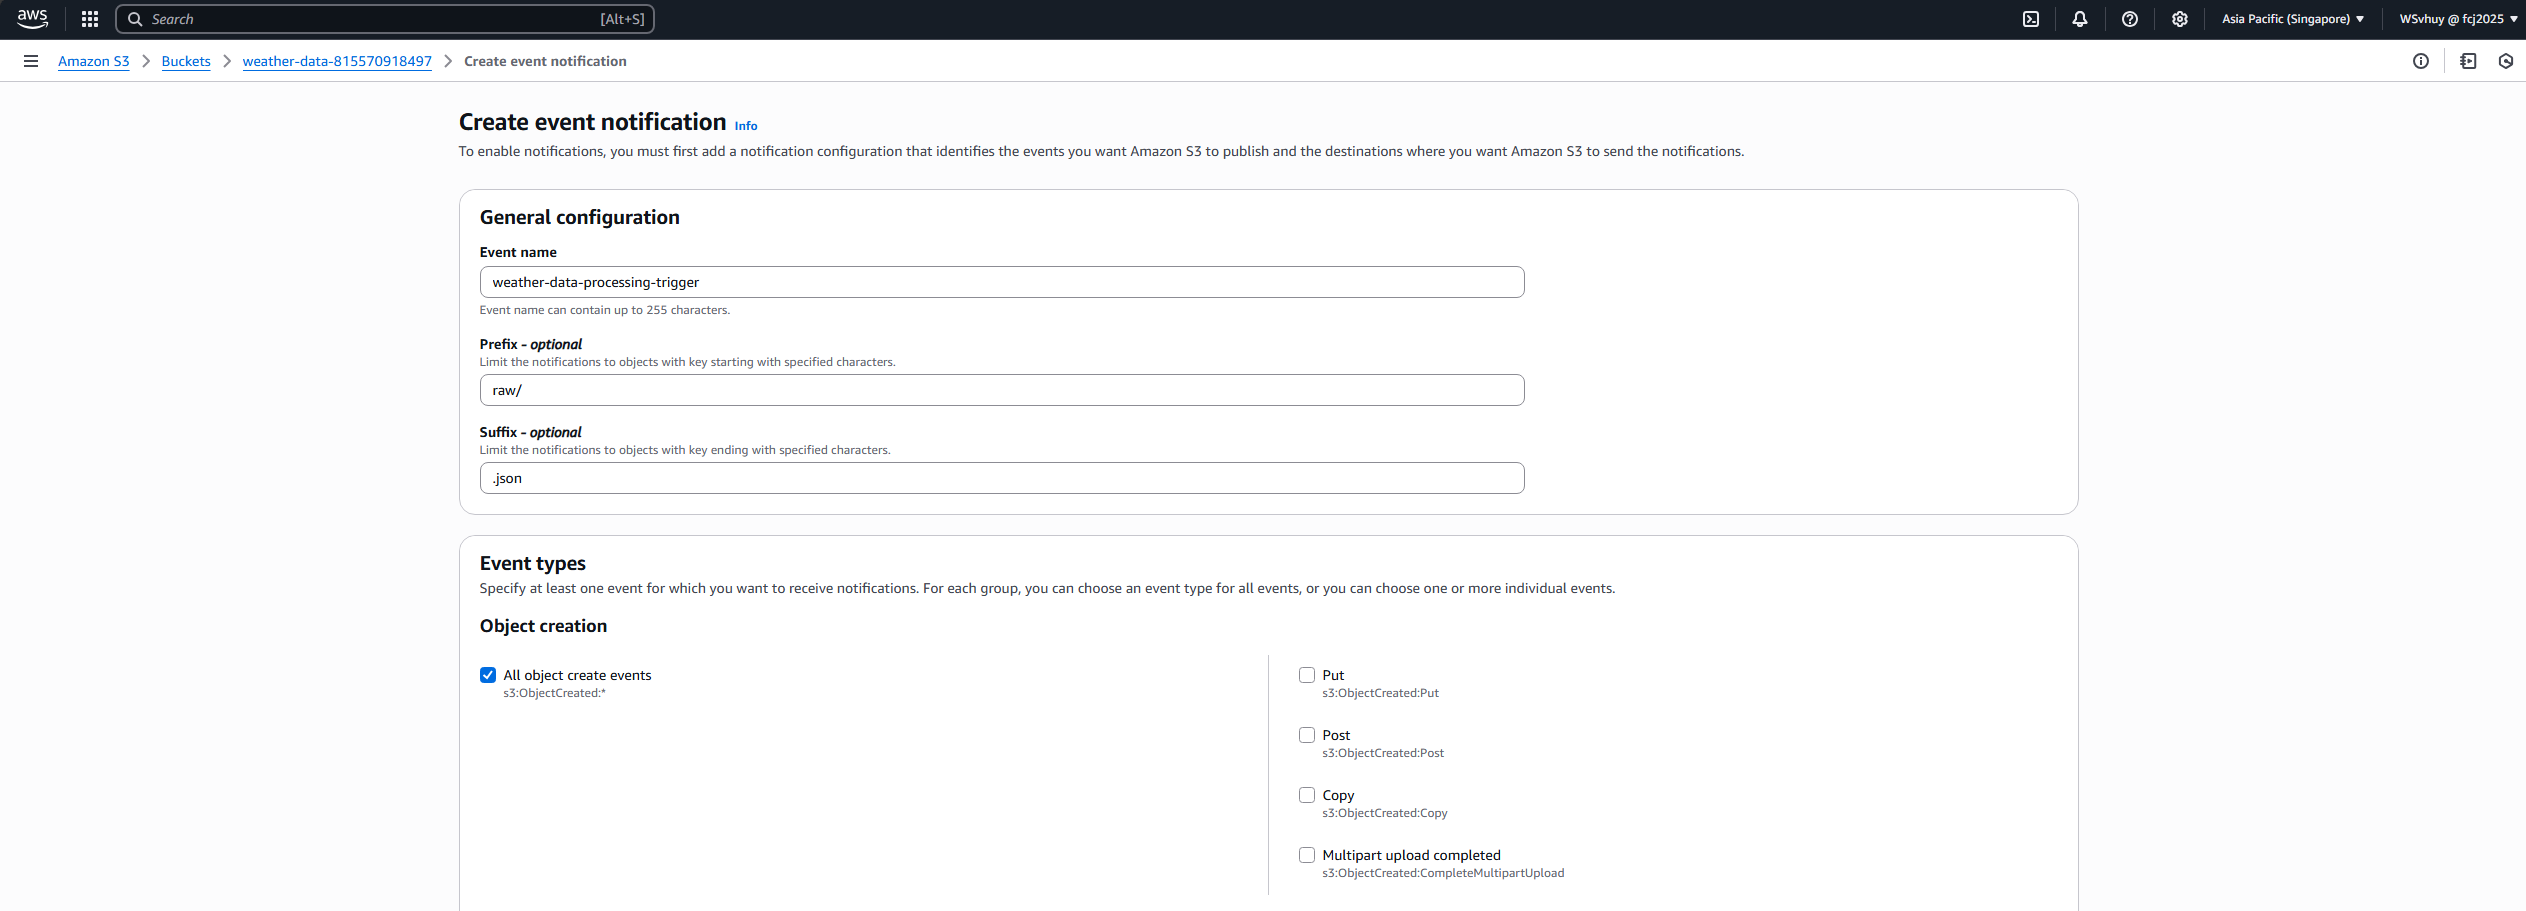 aws
Search [Alt+S]
Asia Pacific (Singapore)
WSvhuy @ fcj2025
Amazon S3
Buckets
weather-data-815570918497
Create event notification
Create event notification Info
To enable notifications, you must first add a notification configuration that identifies the events you want Amazon S3 to publish and the destinations where you want Amazon S3 to send the notifications.
General configuration
Event name
weather-data-processing-trigger
Event name can contain up to 255 characters.
Prefix - optional
Limit the notifications to objects with key starting with specified characters.
raw/
Suffix - optional
Limit the notifications to objects with key ending with specified characters.
.json
Event types
Specify at least one event for which you want to receive notifications. For each group, you can choose an event type for all events, or you can choose one or more individual events.
Object creation
All object create events
s3:ObjectCreated:*
Put
s3:ObjectCreated:Put
Post
s3:ObjectCreated:Post
Copy
s3:ObjectCreated:Copy
Multipart upload completed
s3:ObjectCreated:CompleteMultipartUpload